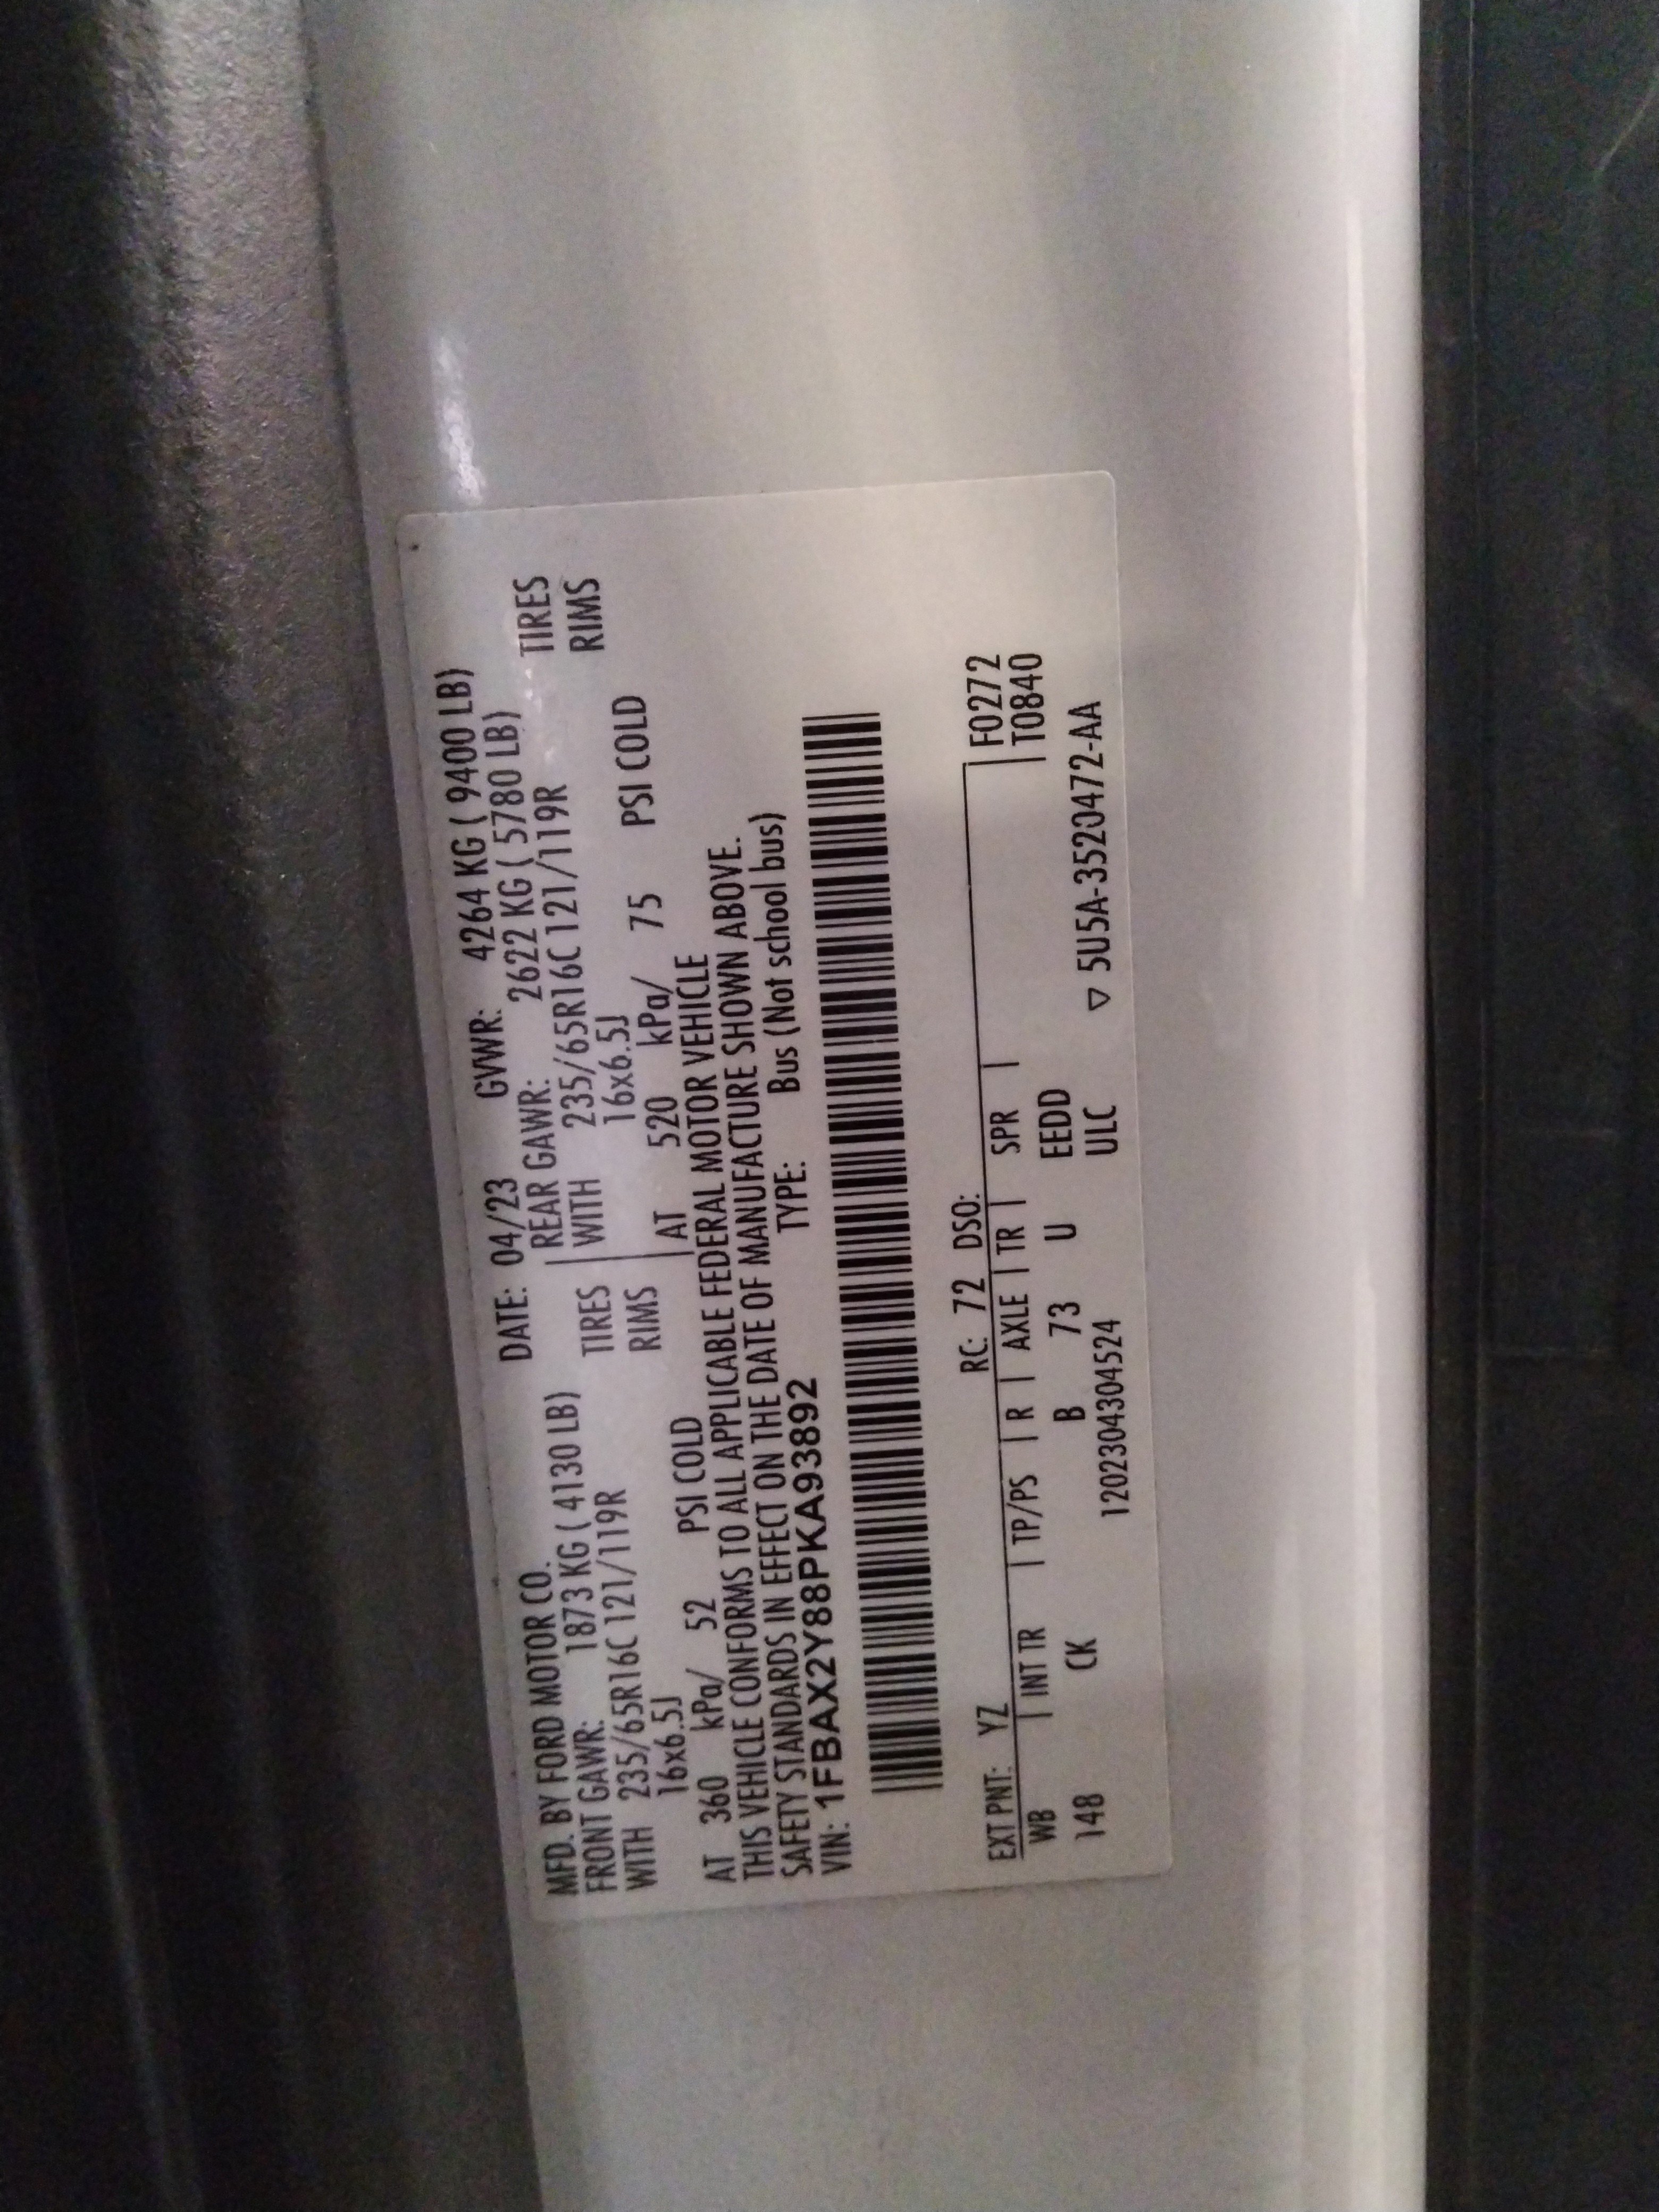 MFD. BY FORD MOTOR CO. DATE: 04/23 GVWR: 4264 KG ( 9400 LB)
FRONT GAWR: 1873 KG ( 4130 LB) REAR GAWR: 2622 KG ( 5780 LB)
WITH 235/65R16C 121/119R TIRES WITH 235/65R16C 121/119R TIRES
16x6.5J RIMS 16x6.5J RIMS
AT 360 kPa/ 52 PSI COLD AT 520 kPa/ 75 PSI COLD
THIS VEHICLE CONFORMS TO ALL APPLICABLE FEDERAL MOTOR VEHICLE
SAFETY STANDARDS IN EFFECT ON THE DATE OF MANUFACTURE SHOWN ABOVE.
VIN: 1FBAX2Y88PKA93892 TYPE: Bus (Not school bus)
EXT PNT: YZ RC: 72 DSO: F0272
WB | INT TR | TP/PS | R | AXLE | TR | SPR | T0840
148 CK B 73 U EEDD
1202304304524 ULC ▽ 5U5A-3520472-AA